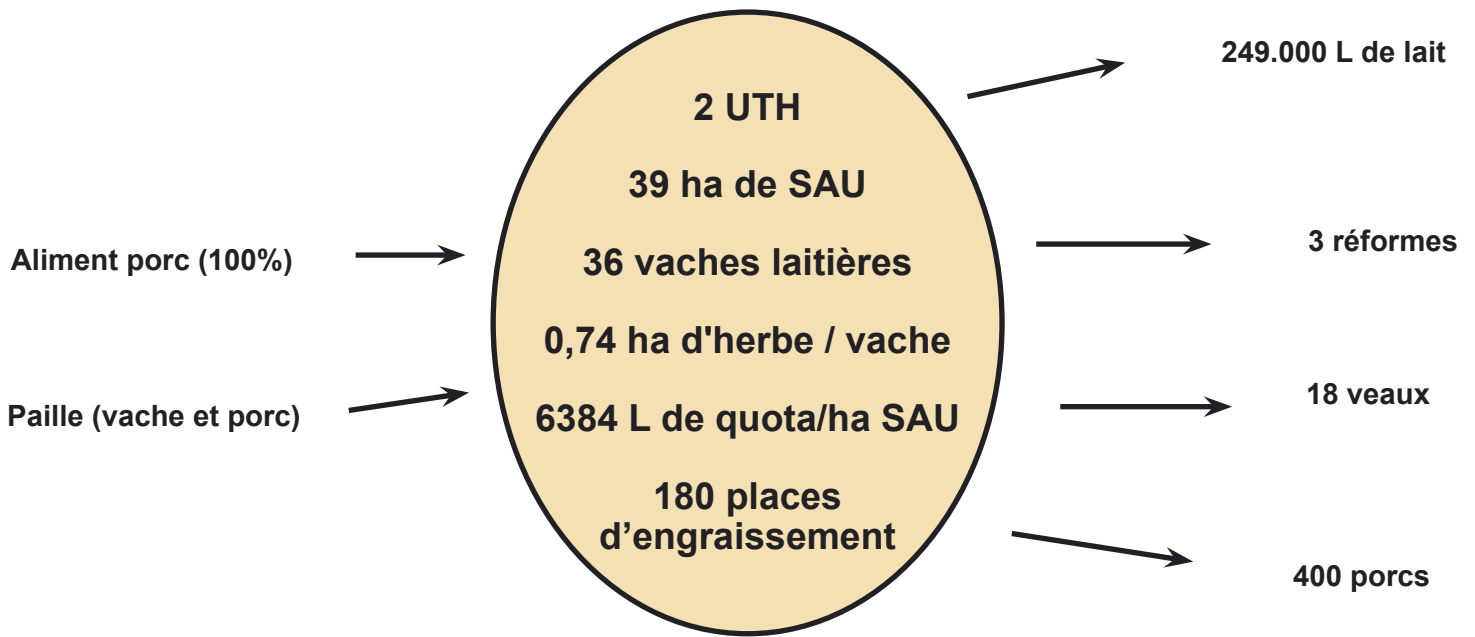 Aliment porc (100%)
Paille (vache et porc)
2 UTH
39 ha de SAU
36 vaches laitières
0,74 ha d'herbe / vache
6384 L de quota/ha SAU
180 places
d’engraissement
249.000 L de lait
3 réformes
18 veaux
400 porcs